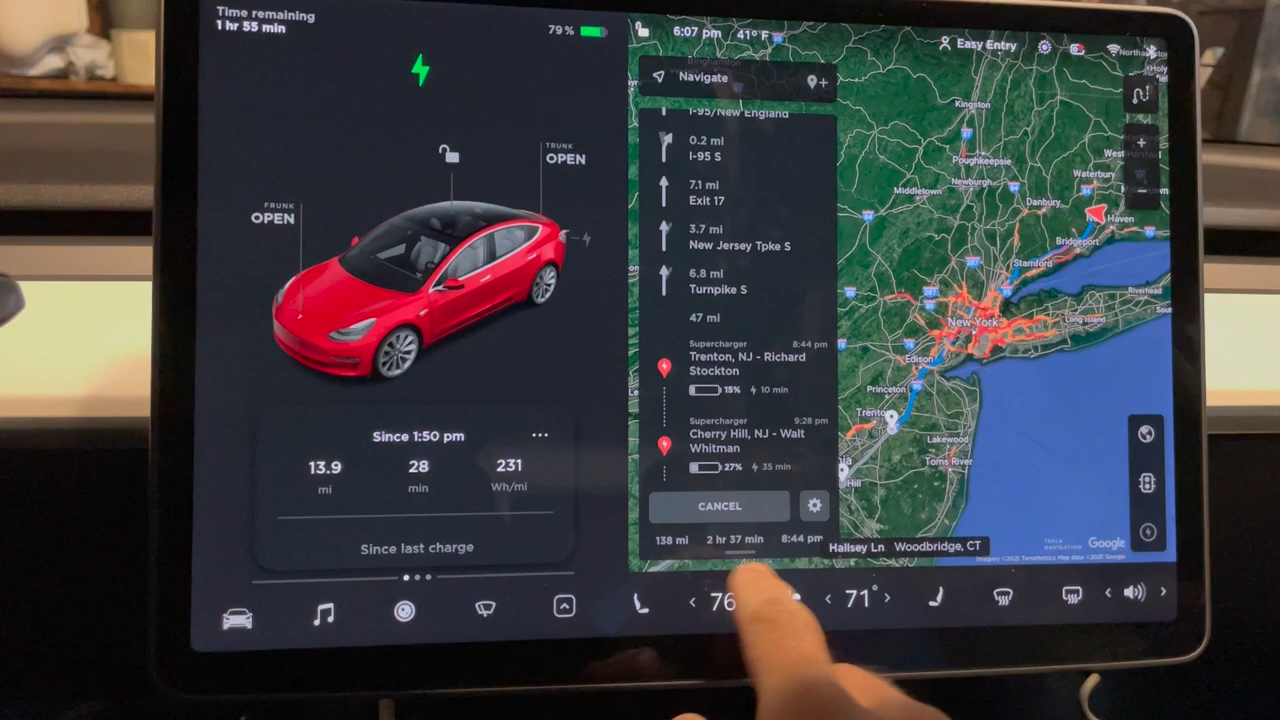 Time remaining
1 hr 55 min
79 %
TRUNK
OPEN
FRUNK
OPEN
Since 1:50 pm
13.9
mi
28
min
231
Wh/mi
Since last charge
6:07 pm
41° F
Easy Entry
Binghamton
Navigate
I-95/New England
0.2 mi
I-95 S
7.1 mi
Exit 17
3.7 mi
New Jersey Tpke S
6.8 mi
Turnpike S
47 mi
Supercharger
8:44 pm
Trenton, NJ - Richard
Stockton
15%
10 min
Supercharger
9:28 pm
Cherry Hill, NJ - Walt
Whitman
27%
35 min
CANCEL
138 mi
2 hr 37 min
8:44 pm
Kingston
Poughkeepsie
Newburgh
Middletown
Waterbury
Danbury
Haven
Bridgeport
Stamford
Riverhead
New York
Long Island
Edison
Princeton
Trenton
Lakewood
Toms River
Hill
Halsey Ln Woodbridge, CT
TESLA
NAVIGATION
Google
71°